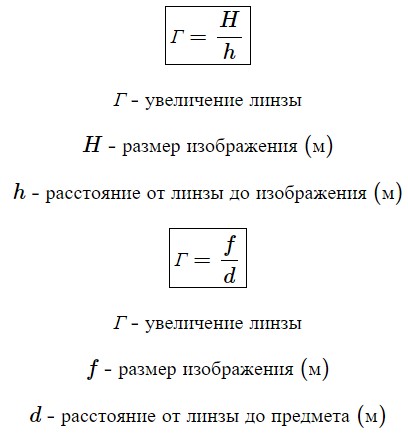 Γ = H/h
Γ - увеличение линзы
H - размер изображения (м)
h - расстояние от линзы до изображения (м)
Γ = f/d
Γ - увеличение линзы
f - размер изображения (м)
d - расстояние от линзы до предмета (м)